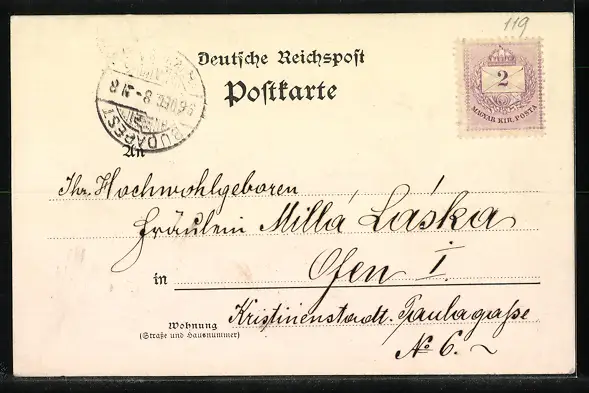 119
Deutsche Reichspost
Postkarte
2
MAGYAR KIR. POSTA
BUDAPEST
An
Ihr. Hochwohlgeboren
Fräulein Milla Láska
in Ofen I.
Kristinenstadt. Paulagaße
Wohnung
(Straße und Hausnummer)
No 6.